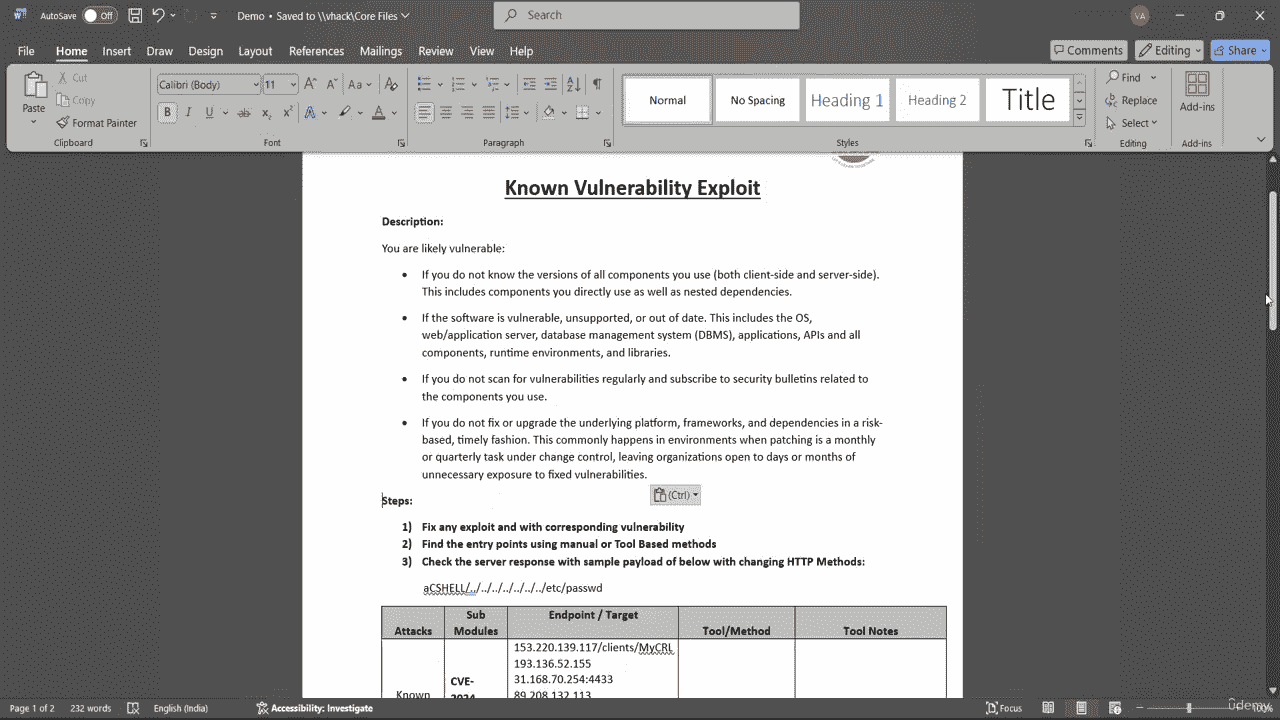 AutoSave Off Demo • Saved to \\vhack\Core Files Search VA
File Home Insert Draw Design Layout References Mailings Review View Help Comments Editing Share
Paste Cut Copy Format Painter Calibri (Body) 11 Normal No Spacing Heading 1 Heading 2 Title Find Replace Select Add-ins
Clipboard Font Paragraph Styles Editing Add-ins
Known Vulnerability Exploit
Description:
You are likely vulnerable:
• If you do not know the versions of all components you use (both client-side and server-side).
This includes components you directly use as well as nested dependencies.
• If the software is vulnerable, unsupported, or out of date. This includes the OS,
web/application server, database management system (DBMS), applications, APIs and all
components, runtime environments, and libraries.
• If you do not scan for vulnerabilities regularly and subscribe to security bulletins related to
the components you use.
• If you do not fix or upgrade the underlying platform, frameworks, and dependencies in a risk-
based, timely fashion. This commonly happens in environments when patching is a monthly
or quarterly task under change control, leaving organizations open to days or months of
unnecessary exposure to fixed vulnerabilities.
(Ctrl)
Steps:
1) Fix any exploit and with corresponding vulnerability
2) Find the entry points using manual or Tool Based methods
3) Check the server response with sample payload of below with changing HTTP Methods:
aCSHELL/../../../../../../../etc/passwd
Attacks Sub Modules Endpoint / Target Tool/Method Tool Notes
153.220.139.117/clients/MyCRL
193.136.52.155
31.168.70.254:4433
89.208.132.113
Known CVE-
2024
Page 1 of 2 232 words English (India) Accessibility: Investigate Focus 100%
Udemy